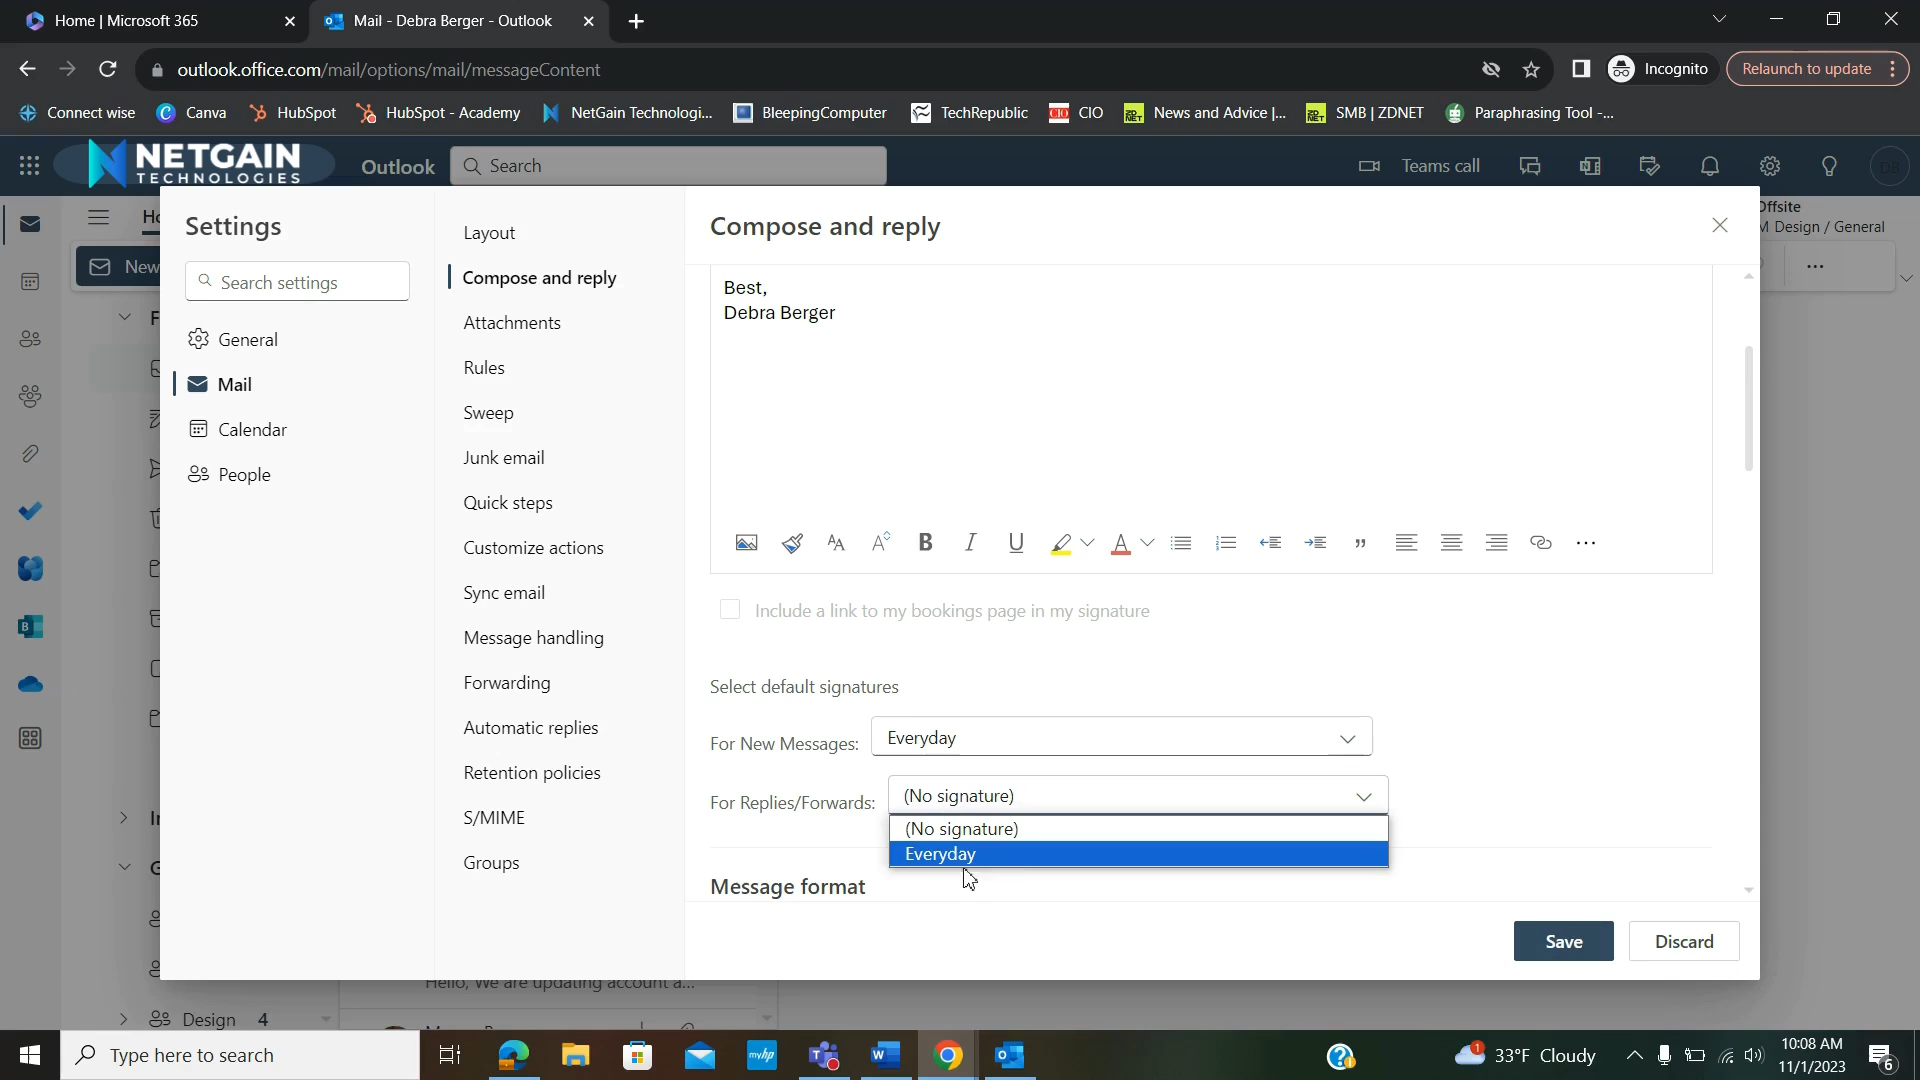 Home | Microsoft 365
Mail - Debra Berger - Outlook
outlook.office.com/mail/options/mail/messageContent
Incognito
Relaunch to update
Connect wise
Canva
HubSpot
HubSpot - Academy
NetGain Technologi...
BleepingComputer
TechRepublic
CIO
News and Advice |...
SMB | ZDNET
Paraphrasing Tool -...
NETGAIN
TECHNOLOGIES
Outlook
Search
Teams call
DB
New
Settings
Search settings
General
Mail
Calendar
People
Layout
Compose and reply
Attachments
Rules
Sweep
Junk email
Quick steps
Customize actions
Sync email
Message handling
Forwarding
Automatic replies
Retention policies
S/MIME
Groups
Compose and reply
Best,
Debra Berger
Include a link to my bookings page in my signature
Select default signatures
For New Messages:
Everyday
For Replies/Forwards:
(No signature)
(No signature)
Everyday
Message format
Save
Discard
Offsite
M Design / General
Hello, We are updating account a...
Design 4
Type here to search
myhp
33°F Cloudy
10:08 AM
11/1/2023
6